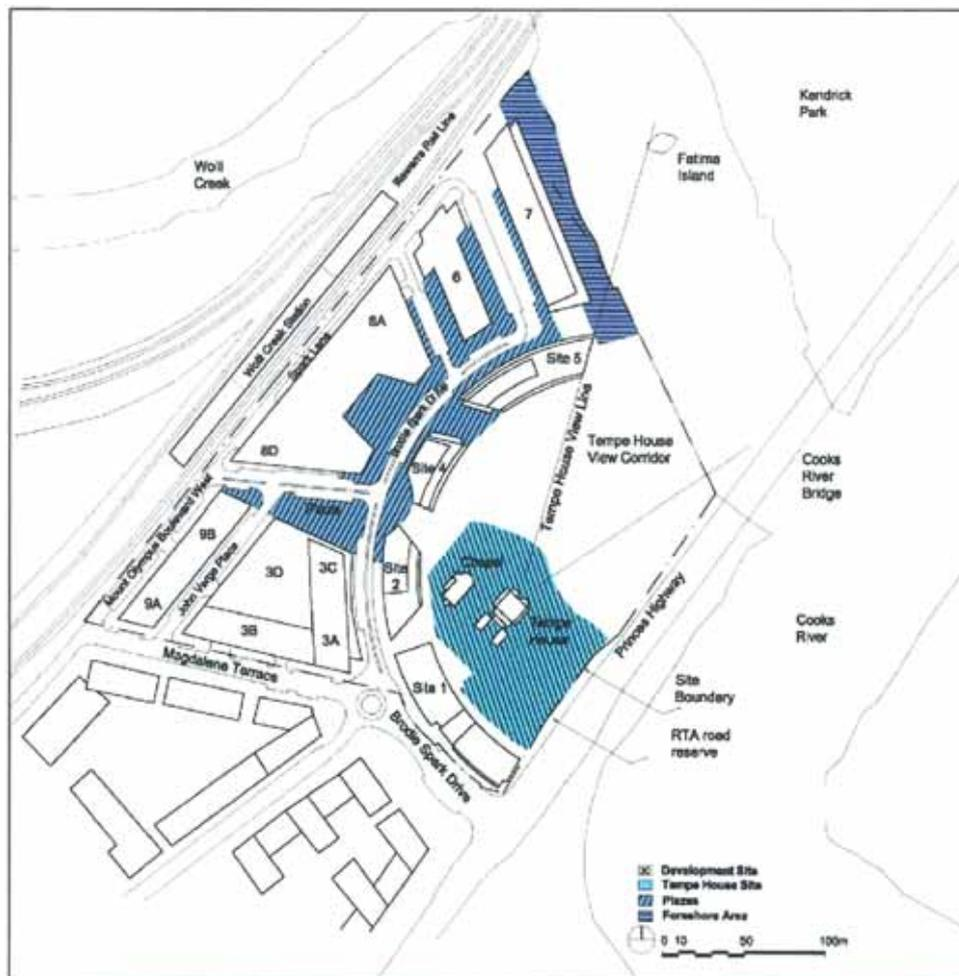 Kendrick
Park
Fatima
Island
Wolli
Creek
Illawarra Rail Line
7
6
8A
Wolli Creek Station
Spark Lane
Site 5
Brodie Spark Drive
Tempe House View Line
Tempe House
View Corridor
8D
Site 4
Cooks
River
Bridge
Mount Olympus Boulevard West
Plaza
9B
John Verge Place
3D
3C
Site
2
Chapel
Tempe
House
9A
3B
3A
Magdalene Terrace
Site 1
Princes Highway
Cooks
River
Site
Boundary
RTA road
reserve
Brodie Spark Drive
Development Site
Tempe House Site
Plazas
Foreshore Area
0 10 50 100m